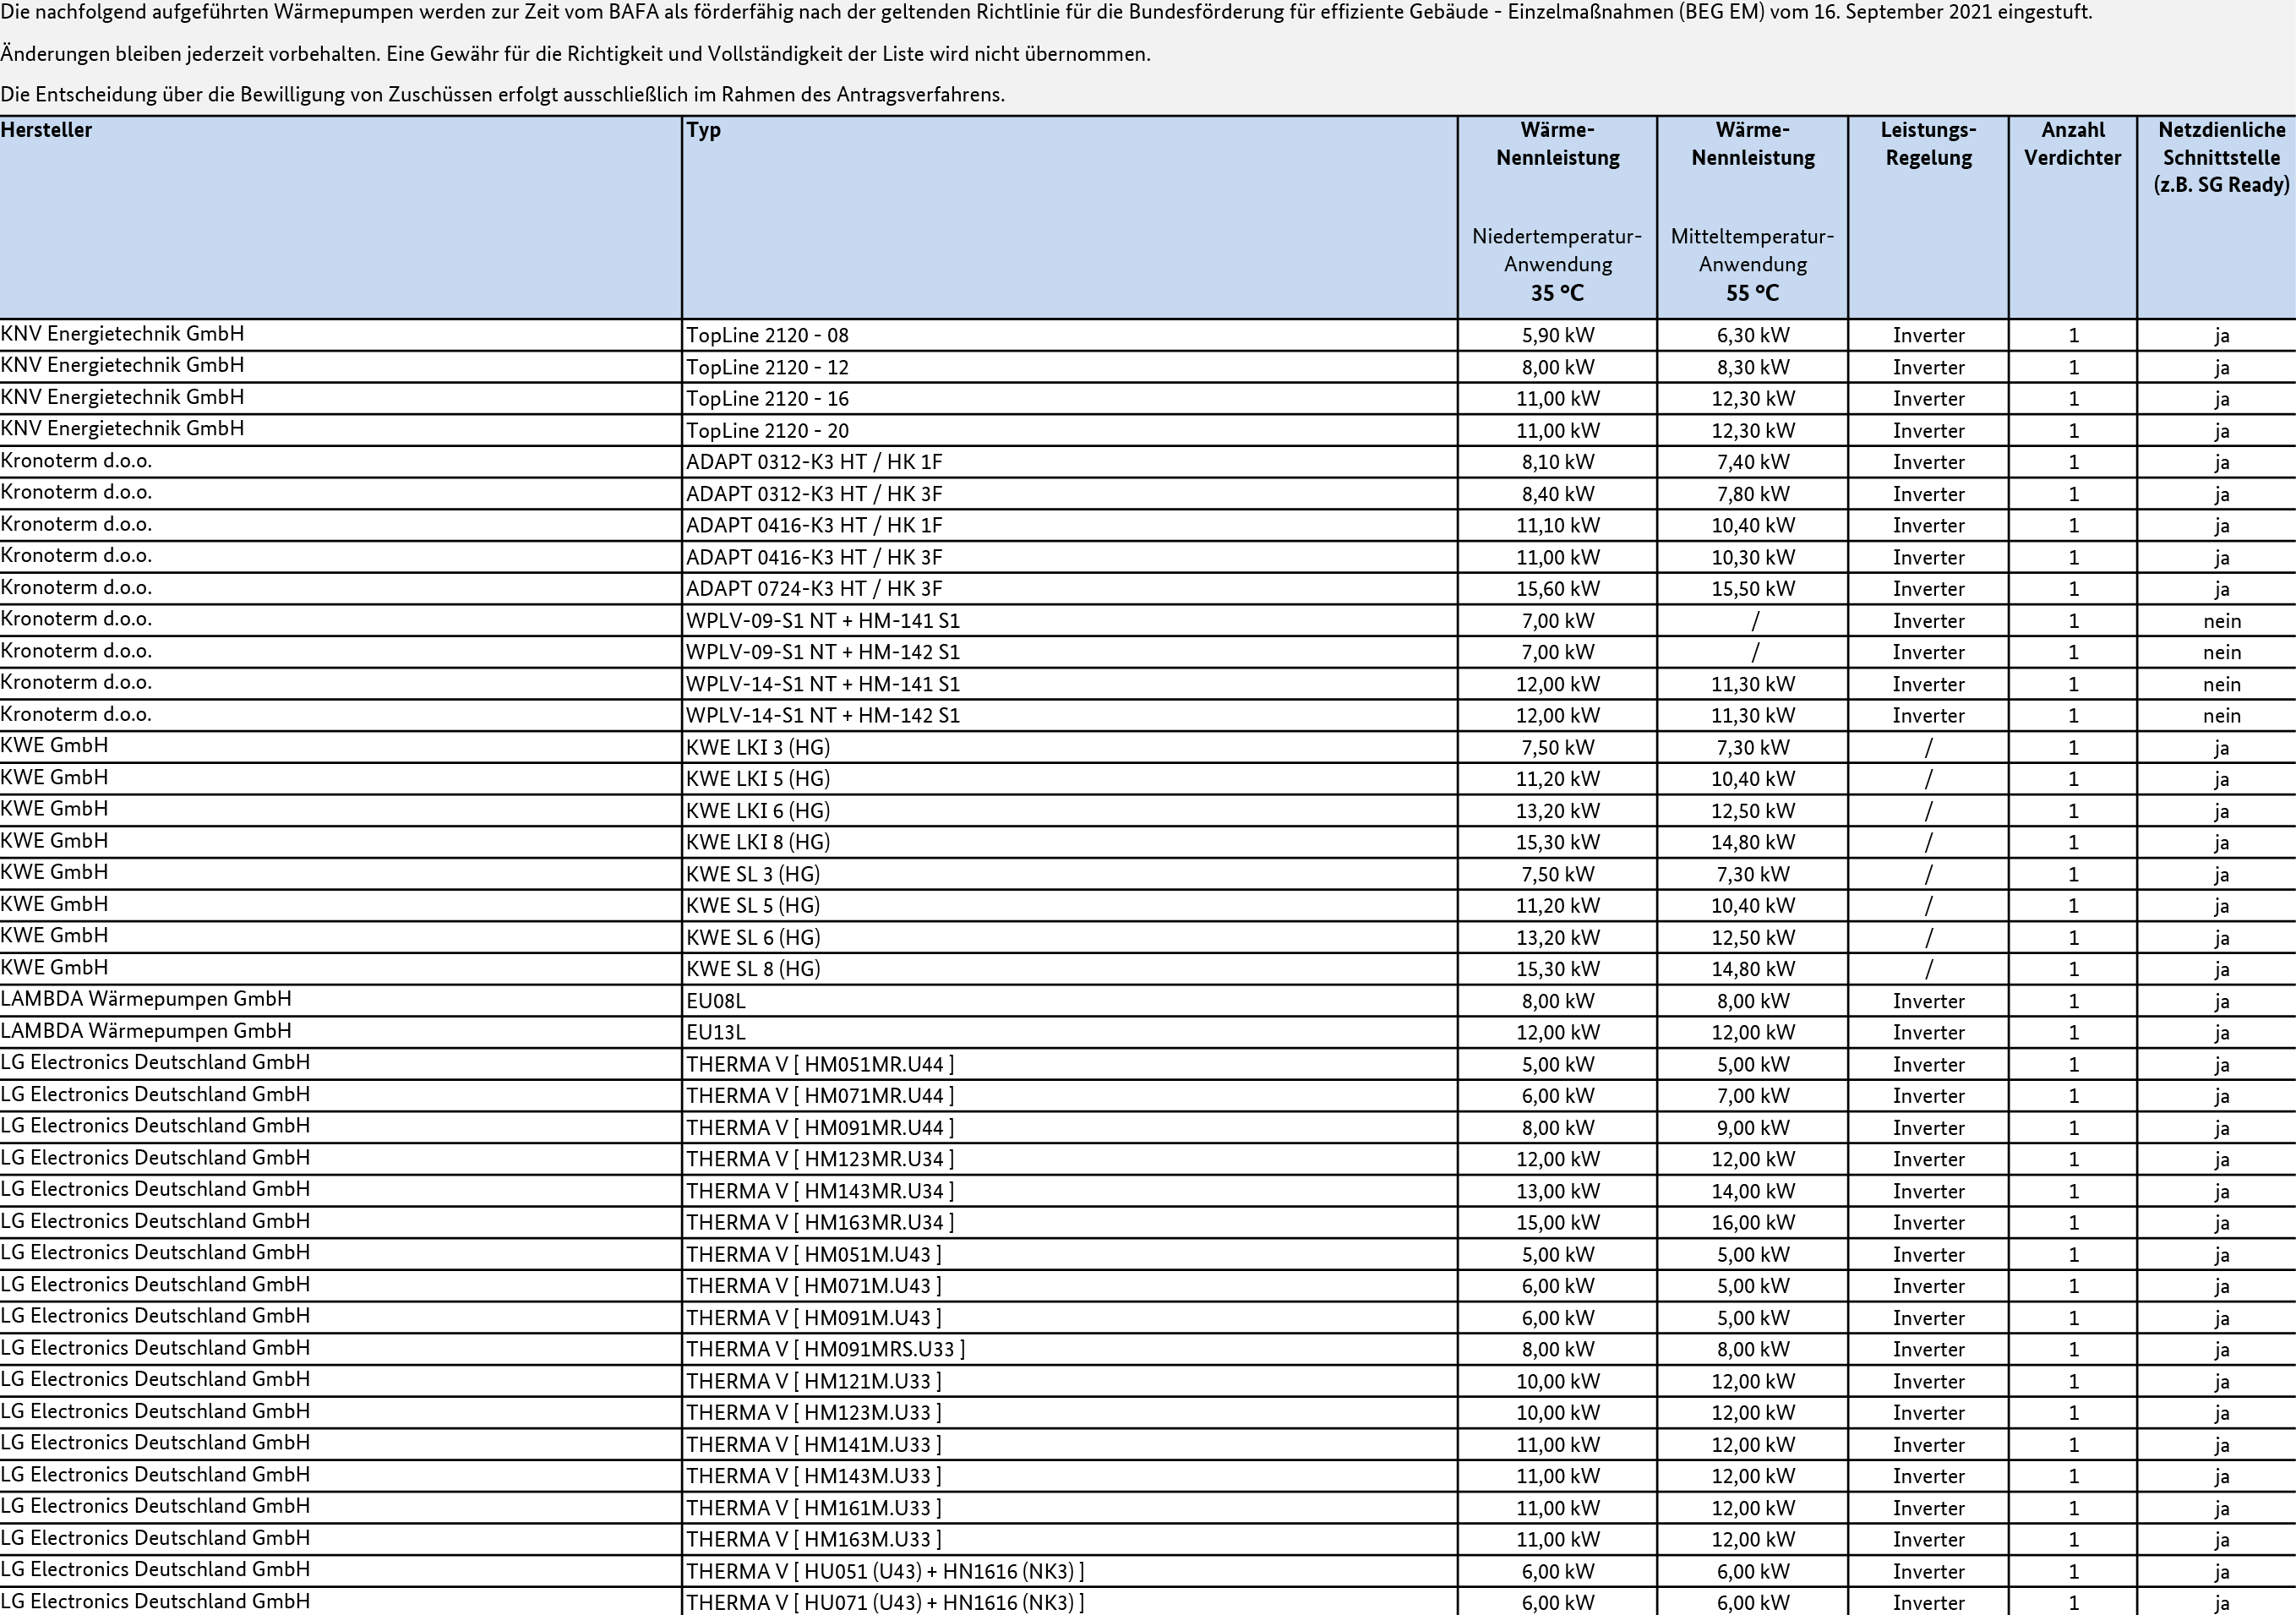 Die nachfolgend aufgeführten Wärmepumpen werden zur Zeit vom BAFA als förderfähig nach der geltenden Richtlinie für die Bundesförderung für effiziente Gebäude - Einzelmaßnahmen (BEG EM) vom 16. September 2021 eingestuft.
Änderungen bleiben jederzeit vorbehalten. Eine Gewähr für die Richtigkeit und Vollständigkeit der Liste wird nicht übernommen.
Die Entscheidung über die Bewilligung von Zuschüssen erfolgt ausschließlich im Rahmen des Antragsverfahrens.
Hersteller Typ Wärme- Wärme- Leistungs- Anzahl Netzdienliche
Nennleistung Nennleistung Regelung Verdichter Schnittstelle
(z.B. SG Ready)
Niedertemperatur- Mitteltemperatur-
Anwendung Anwendung
35 °C 55 °C
KNV Energietechnik GmbH TopLine 2120 - 08 5,90 kW 6,30 kW Inverter 1 ja
KNV Energietechnik GmbH TopLine 2120 - 12 8,00 kW 8,30 kW Inverter 1 ja
KNV Energietechnik GmbH TopLine 2120 - 16 11,00 kW 12,30 kW Inverter 1 ja
KNV Energietechnik GmbH TopLine 2120 - 20 11,00 kW 12,30 kW Inverter 1 ja
Kronoterm d.o.o. ADAPT 0312-K3 HT / HK 1F 8,10 kW 7,40 kW Inverter 1 ja
Kronoterm d.o.o. ADAPT 0312-K3 HT / HK 3F 8,40 kW 7,80 kW Inverter 1 ja
Kronoterm d.o.o. ADAPT 0416-K3 HT / HK 1F 11,10 kW 10,40 kW Inverter 1 ja
Kronoterm d.o.o. ADAPT 0416-K3 HT / HK 3F 11,00 kW 10,30 kW Inverter 1 ja
Kronoterm d.o.o. ADAPT 0724-K3 HT / HK 3F 15,60 kW 15,50 kW Inverter 1 ja
Kronoterm d.o.o. WPLV-09-S1 NT + HM-141 S1 7,00 kW / Inverter 1 nein
Kronoterm d.o.o. WPLV-09-S1 NT + HM-142 S1 7,00 kW / Inverter 1 nein
Kronoterm d.o.o. WPLV-14-S1 NT + HM-141 S1 12,00 kW 11,30 kW Inverter 1 nein
Kronoterm d.o.o. WPLV-14-S1 NT + HM-142 S1 12,00 kW 11,30 kW Inverter 1 nein
KWE GmbH KWE LKI 3 (HG) 7,50 kW 7,30 kW / 1 ja
KWE GmbH KWE LKI 5 (HG) 11,20 kW 10,40 kW / 1 ja
KWE GmbH KWE LKI 6 (HG) 13,20 kW 12,50 kW / 1 ja
KWE GmbH KWE LKI 8 (HG) 15,30 kW 14,80 kW / 1 ja
KWE GmbH KWE SL 3 (HG) 7,50 kW 7,30 kW / 1 ja
KWE GmbH KWE SL 5 (HG) 11,20 kW 10,40 kW / 1 ja
KWE GmbH KWE SL 6 (HG) 13,20 kW 12,50 kW / 1 ja
KWE GmbH KWE SL 8 (HG) 15,30 kW 14,80 kW / 1 ja
LAMBDA Wärmepumpen GmbH EU08L 8,00 kW 8,00 kW Inverter 1 ja
LAMBDA Wärmepumpen GmbH EU13L 12,00 kW 12,00 kW Inverter 1 ja
LG Electronics Deutschland GmbH THERMA V [ HM051MR.U44 ] 5,00 kW 5,00 kW Inverter 1 ja
LG Electronics Deutschland GmbH THERMA V [ HM071MR.U44 ] 6,00 kW 7,00 kW Inverter 1 ja
LG Electronics Deutschland GmbH THERMA V [ HM091MR.U44 ] 8,00 kW 9,00 kW Inverter 1 ja
LG Electronics Deutschland GmbH THERMA V [ HM123MR.U34 ] 12,00 kW 12,00 kW Inverter 1 ja
LG Electronics Deutschland GmbH THERMA V [ HM143MR.U34 ] 13,00 kW 14,00 kW Inverter 1 ja
LG Electronics Deutschland GmbH THERMA V [ HM163MR.U34 ] 15,00 kW 16,00 kW Inverter 1 ja
LG Electronics Deutschland GmbH THERMA V [ HM051M.U43 ] 5,00 kW 5,00 kW Inverter 1 ja
LG Electronics Deutschland GmbH THERMA V [ HM071M.U43 ] 6,00 kW 5,00 kW Inverter 1 ja
LG Electronics Deutschland GmbH THERMA V [ HM091M.U43 ] 6,00 kW 5,00 kW Inverter 1 ja
LG Electronics Deutschland GmbH THERMA V [ HM091MRS.U33 ] 8,00 kW 8,00 kW Inverter 1 ja
LG Electronics Deutschland GmbH THERMA V [ HM121M.U33 ] 10,00 kW 12,00 kW Inverter 1 ja
LG Electronics Deutschland GmbH THERMA V [ HM123M.U33 ] 10,00 kW 12,00 kW Inverter 1 ja
LG Electronics Deutschland GmbH THERMA V [ HM141M.U33 ] 11,00 kW 12,00 kW Inverter 1 ja
LG Electronics Deutschland GmbH THERMA V [ HM143M.U33 ] 11,00 kW 12,00 kW Inverter 1 ja
LG Electronics Deutschland GmbH THERMA V [ HM161M.U33 ] 11,00 kW 12,00 kW Inverter 1 ja
LG Electronics Deutschland GmbH THERMA V [ HM163M.U33 ] 11,00 kW 12,00 kW Inverter 1 ja
LG Electronics Deutschland GmbH THERMA V [ HU051 (U43) + HN1616 (NK3) ] 6,00 kW 6,00 kW Inverter 1 ja
LG Electronics Deutschland GmbH THERMA V [ HU071 (U43) + HN1616 (NK3) ] 6,00 kW 6,00 kW Inverter 1 ja